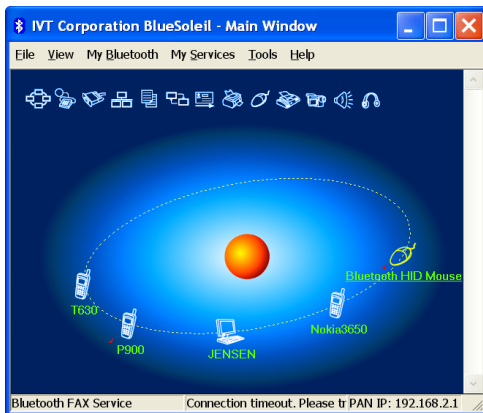 IVT Corporation BlueSoleil - Main Window
File View My Bluetooth My Services Tools Help
Bluetooth HID Mouse
T630
Nokia3650
P900
JENSEN
Bluetooth FAX Service Connection timeout. Please tr PAN IP: 192.168.2.1